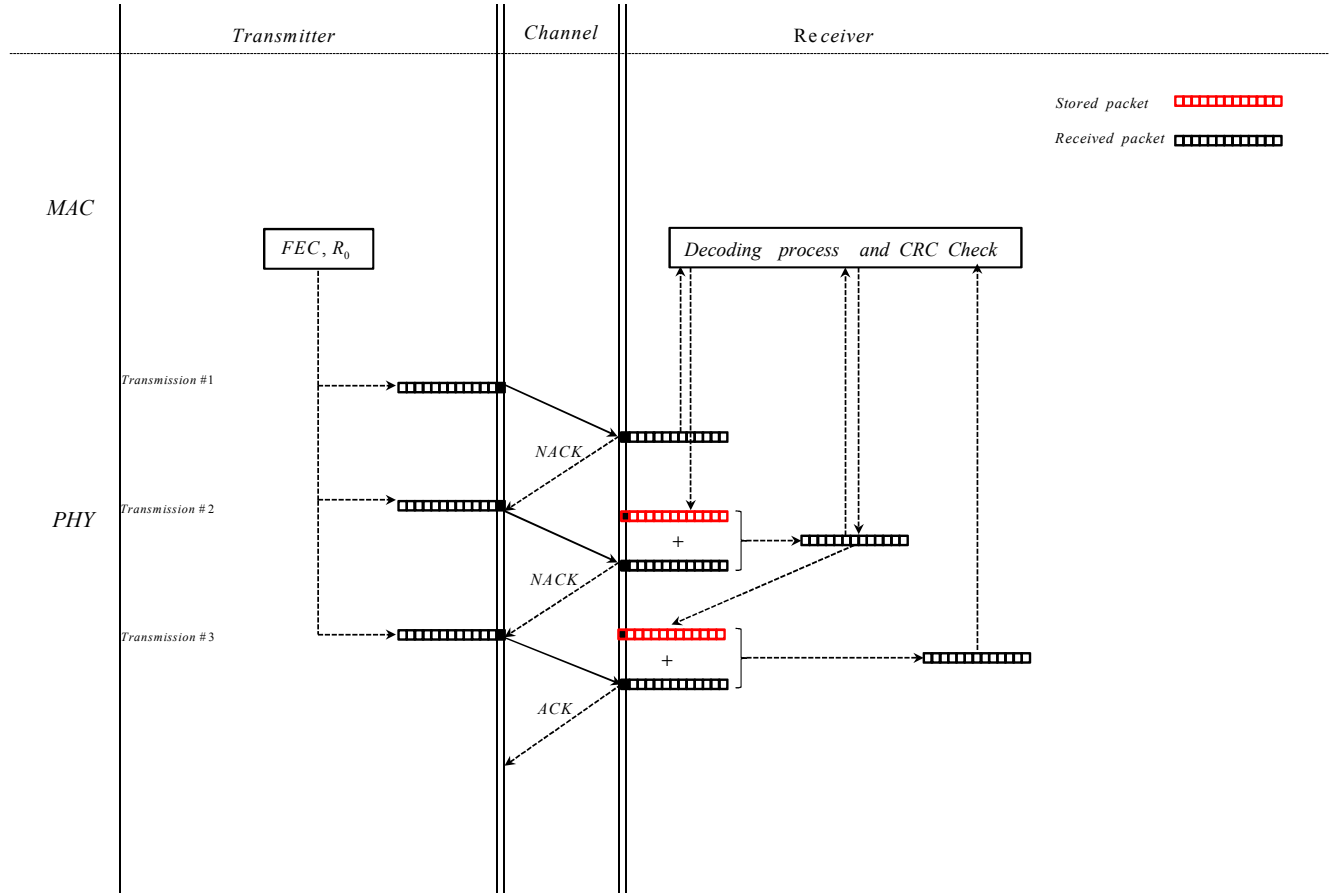 Transmitter
Channel
Receiver
Stored packet
Received packet
MAC
FEC, R₀
Decoding process and CRC Check
Transmission #1
NACK
Transmission #2
PHY
+
NACK
Transmission #3
+
ACK